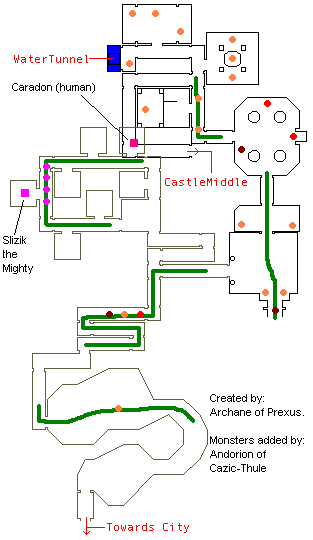 WaterTunnel
Caradon (human)
CastleMiddle
Slizik
the
Mighty
Created by:
Archane of Prexus.
Monsters added by:
Andorion of
Cazic-Thule
Towards City